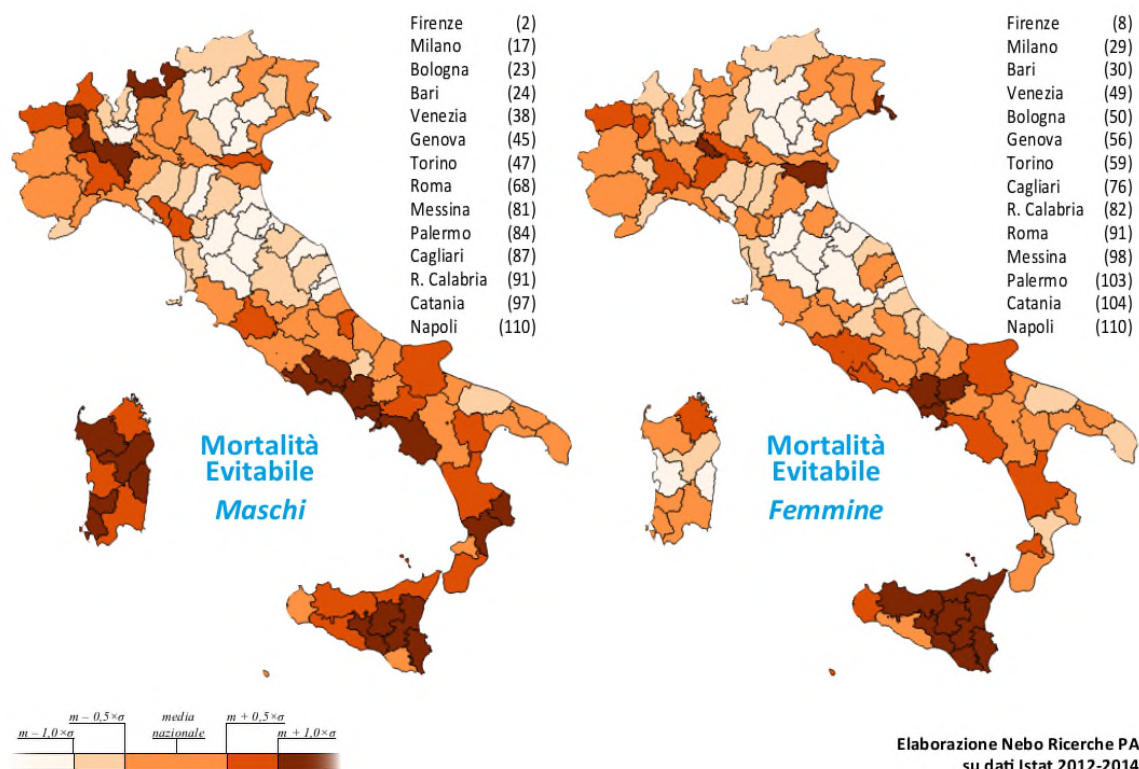 Firenze (2)
Milano (17)
Bologna (23)
Bari (24)
Venezia (38)
Genova (45)
Torino (47)
Roma (68)
Messina (81)
Palermo (84)
Cagliari (87)
R. Calabria (91)
Catania (97)
Napoli (110)
Mortalità
Evitabile
Maschi
Firenze (8)
Milano (29)
Bari (30)
Venezia (49)
Bologna (50)
Genova (56)
Torino (59)
Cagliari (76)
R. Calabria (82)
Roma (91)
Messina (98)
Palermo (103)
Catania (104)
Napoli (110)
Mortalità
Evitabile
Femmine
m – 0,5×σ media m + 0,5×σ
m – 1,0×σ nazionale m + 1,0×σ
Elaborazione Nebo Ricerche PA
su dati Istat 2012-2014